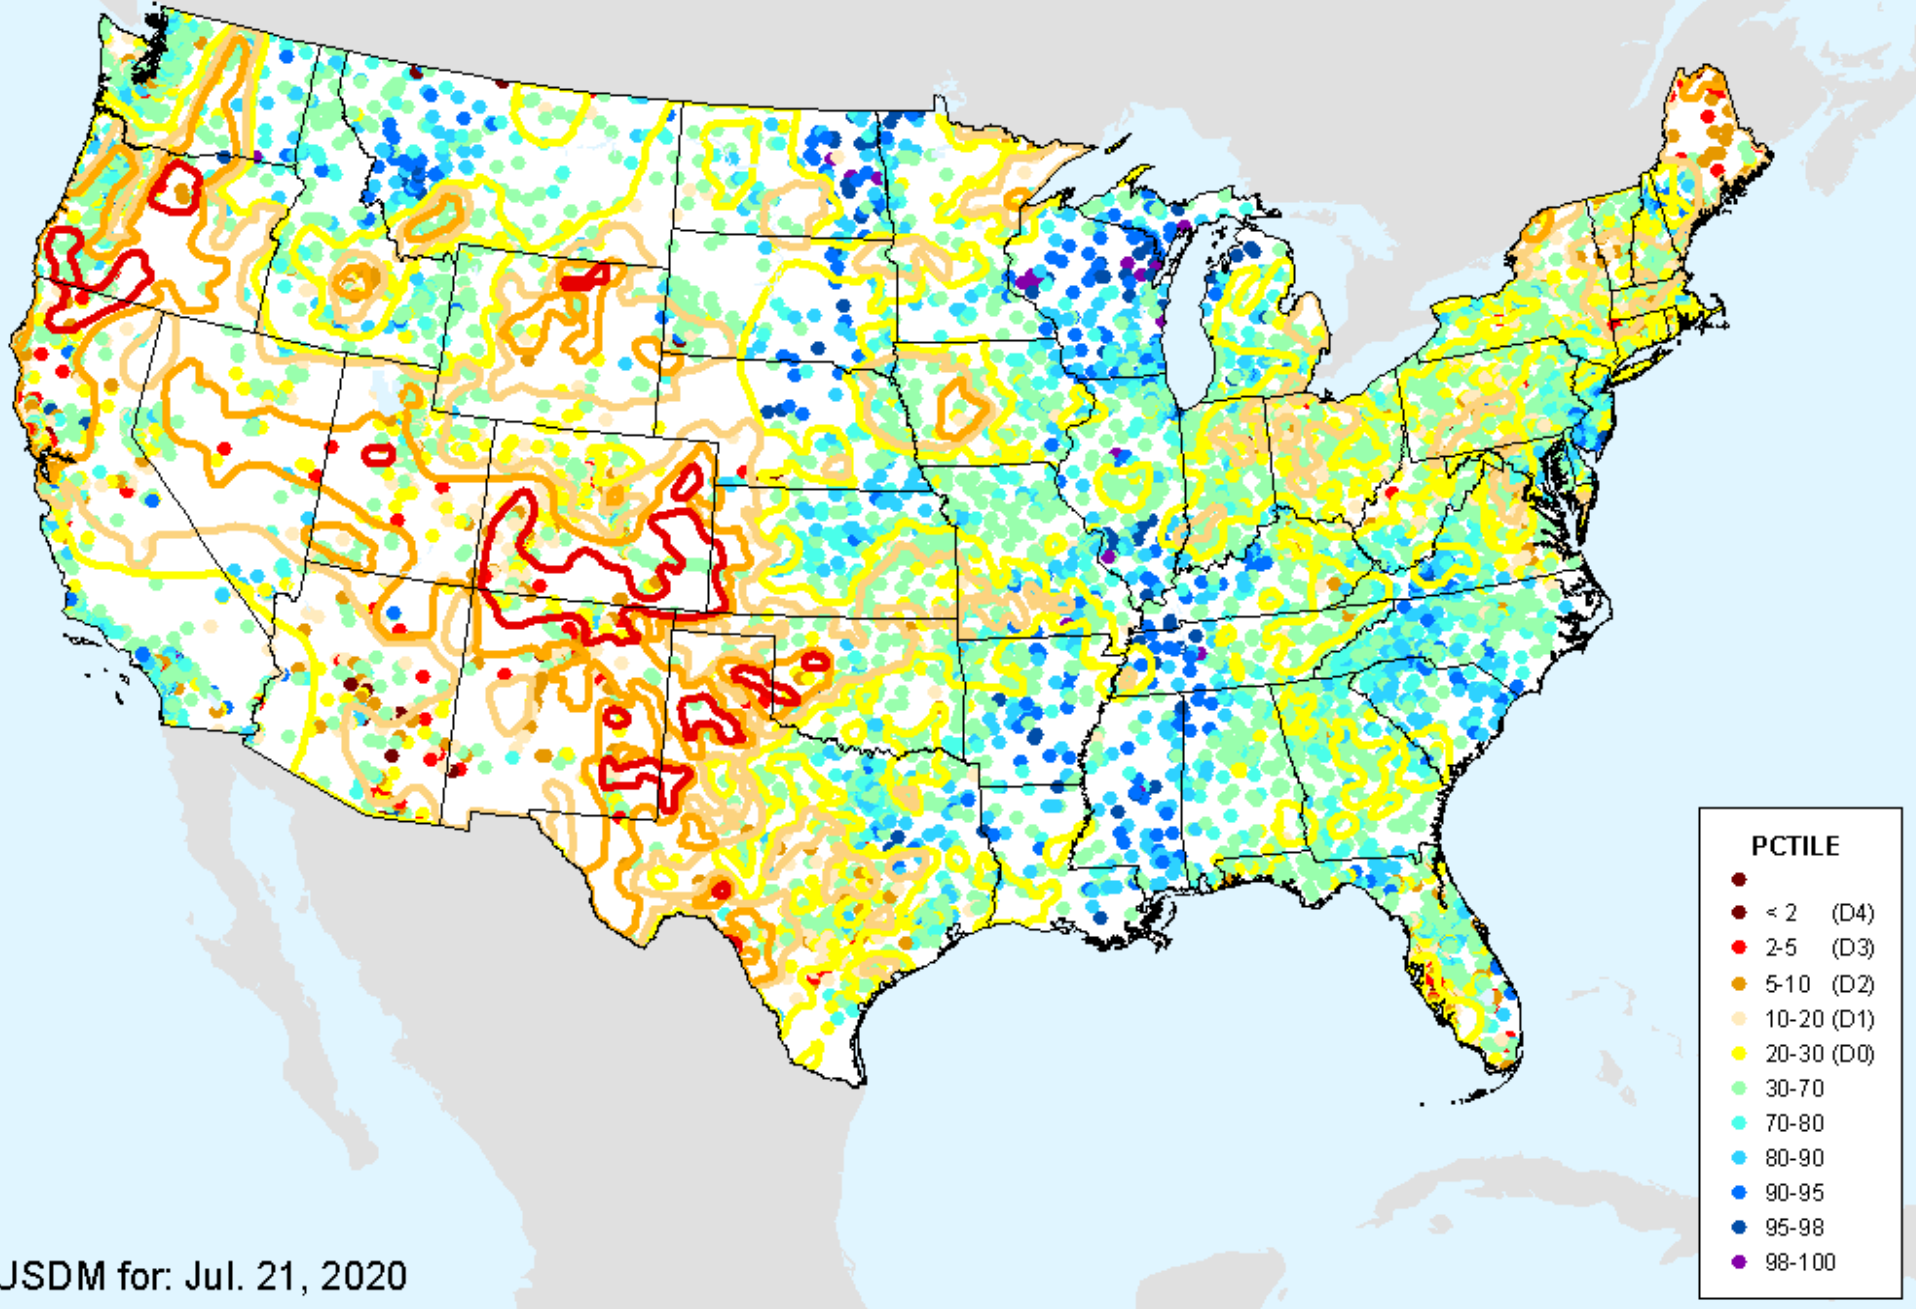 PCTILE
< 2 (D4)
2-5 (D3)
5-10 (D2)
10-20 (D1)
20-30 (D0)
30-70
70-80
80-90
90-95
95-98
98-100
USDM for: Jul. 21, 2020